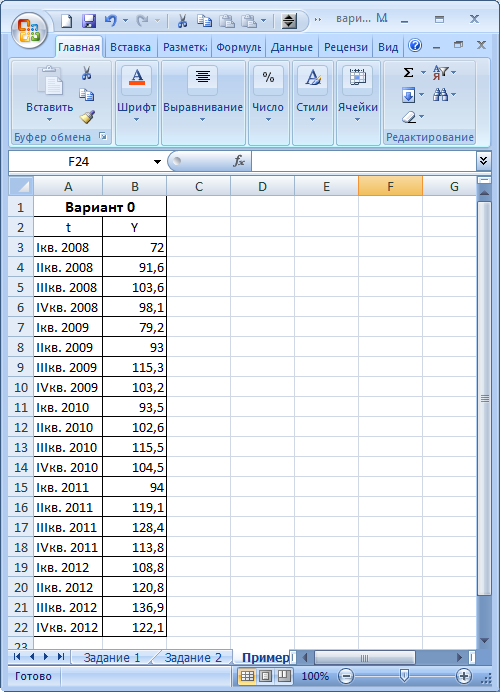 вари... М
Главная Вставка Разметка Формулы Данные Рецензи Вид
Вставить Шрифт Выравнивание Число Стили Ячейки
Буфер обмена Редактирование
F24 fx
A B C D E F G
1 Вариант 0
2 t Y
3 Iкв. 2008 72
4 IIкв. 2008 91,6
5 IIIкв. 2008 103,6
6 IVкв. 2008 98,1
7 Iкв. 2009 79,2
8 IIкв. 2009 93
9 IIIкв. 2009 115,3
10 IVкв. 2009 103,2
11 Iкв. 2010 93,5
12 IIкв. 2010 102,6
13 IIIкв. 2010 115,5
14 IVкв. 2010 104,5
15 Iкв. 2011 94
16 IIкв. 2011 119,1
17 IIIкв. 2011 128,4
18 IVкв. 2011 113,8
19 Iкв. 2012 108,8
20 IIкв. 2012 120,8
21 IIIкв. 2012 136,9
22 IVкв. 2012 122,1
23
Задание 1 Задание 2 Пример
Готово 100%